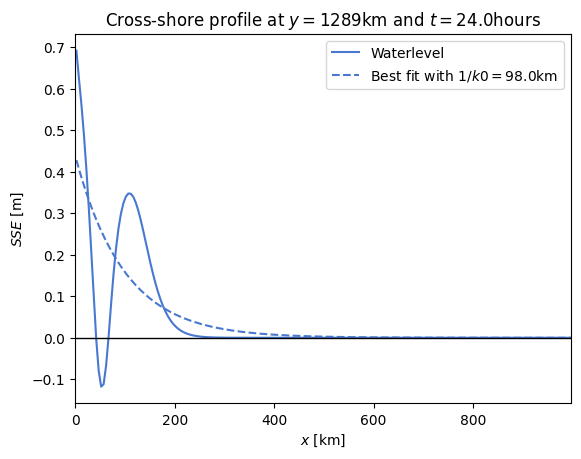 Cross-shore profile at y = 1289km and t = 24.0hours
Waterlevel
Best fit with 1/k0 = 98.0km
0.7
0.6
0.5
0.4
0.3
0.2
0.1
0.0
−0.1
SSE [m]
0
200
400
600
800
x [km]